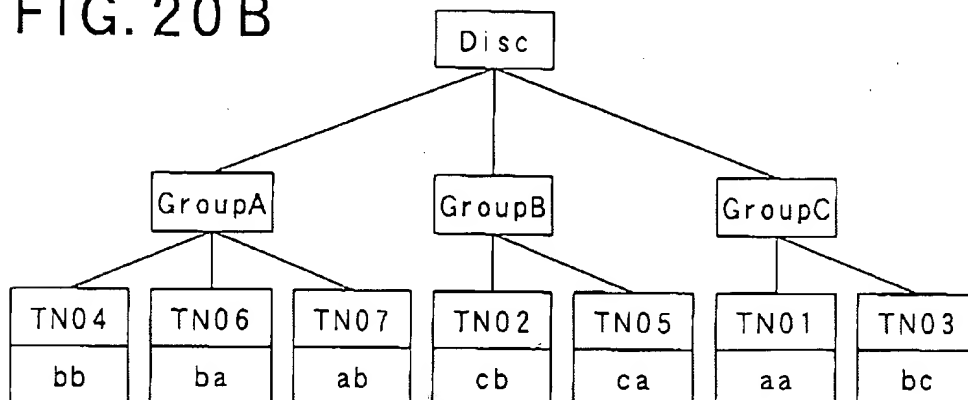 FIG. 20B
Disc
GroupA GroupB GroupC
TN04 TN06 TN07 TN02 TN05 TN01 TN03
bb ba ab cb ca aa bc